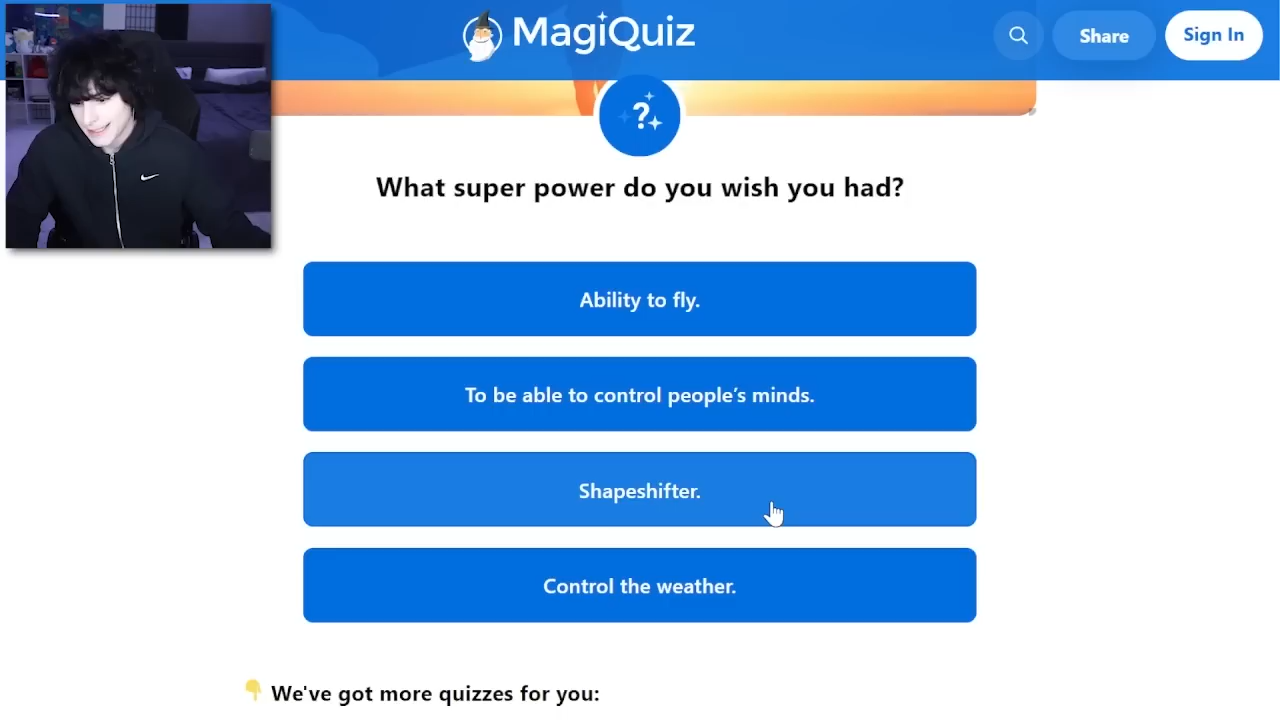 MagiQuiz
Share
Sign In
?
What super power do you wish you had?
Ability to fly.
To be able to control people’s minds.
Shapeshifter.
Control the weather.
👇 We've got more quizzes for you: